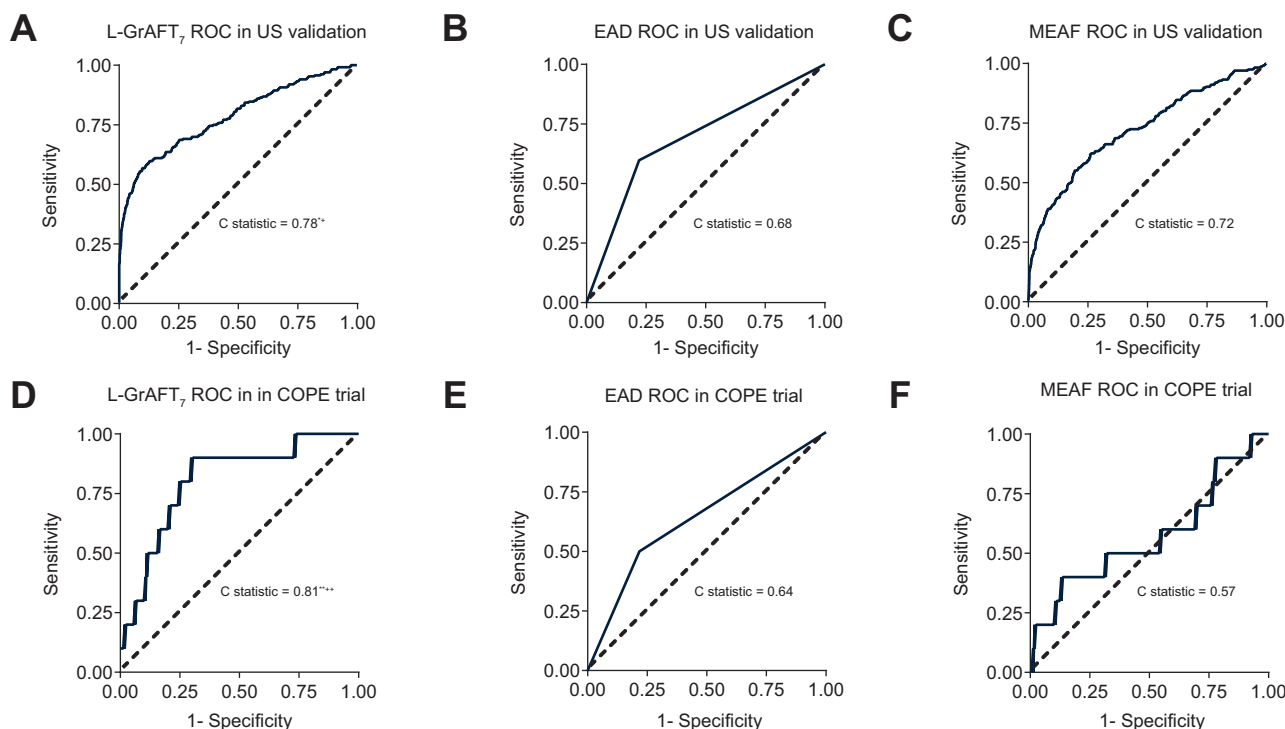 A
L-GrAFT₇ ROC in US validation
1.00
0.75
0.50
0.25
0.00
Sensitivity
C statistic = 0.78*+
0.00 0.25 0.50 0.75 1.00
1- Specificity
B
EAD ROC in US validation
1.00
0.75
0.50
0.25
0.00
Sensitivity
C statistic = 0.68
0.00 0.25 0.50 0.75 1.00
1- Specificity
C
MEAF ROC in US validation
1.00
0.75
0.50
0.25
0.00
Sensitivity
C statistic = 0.72
0.00 0.25 0.50 0.75 1.00
1- Specificity
D
L-GrAFT₇ ROC in in COPE trial
1.00
0.75
0.50
0.25
0.00
Sensitivity
C statistic = 0.81**++
0.00 0.25 0.50 0.75 1.00
1- Specificity
E
EAD ROC in COPE trial
1.00
0.75
0.50
0.25
0.00
Sensitivity
C statistic = 0.64
0.00 0.25 0.50 0.75 1.00
1- Specificity
F
MEAF ROC in COPE trial
1.00
0.75
0.50
0.25
0.00
Sensitivity
C statistic = 0.57
0.00 0.25 0.50 0.75 1.00
1- Specificity